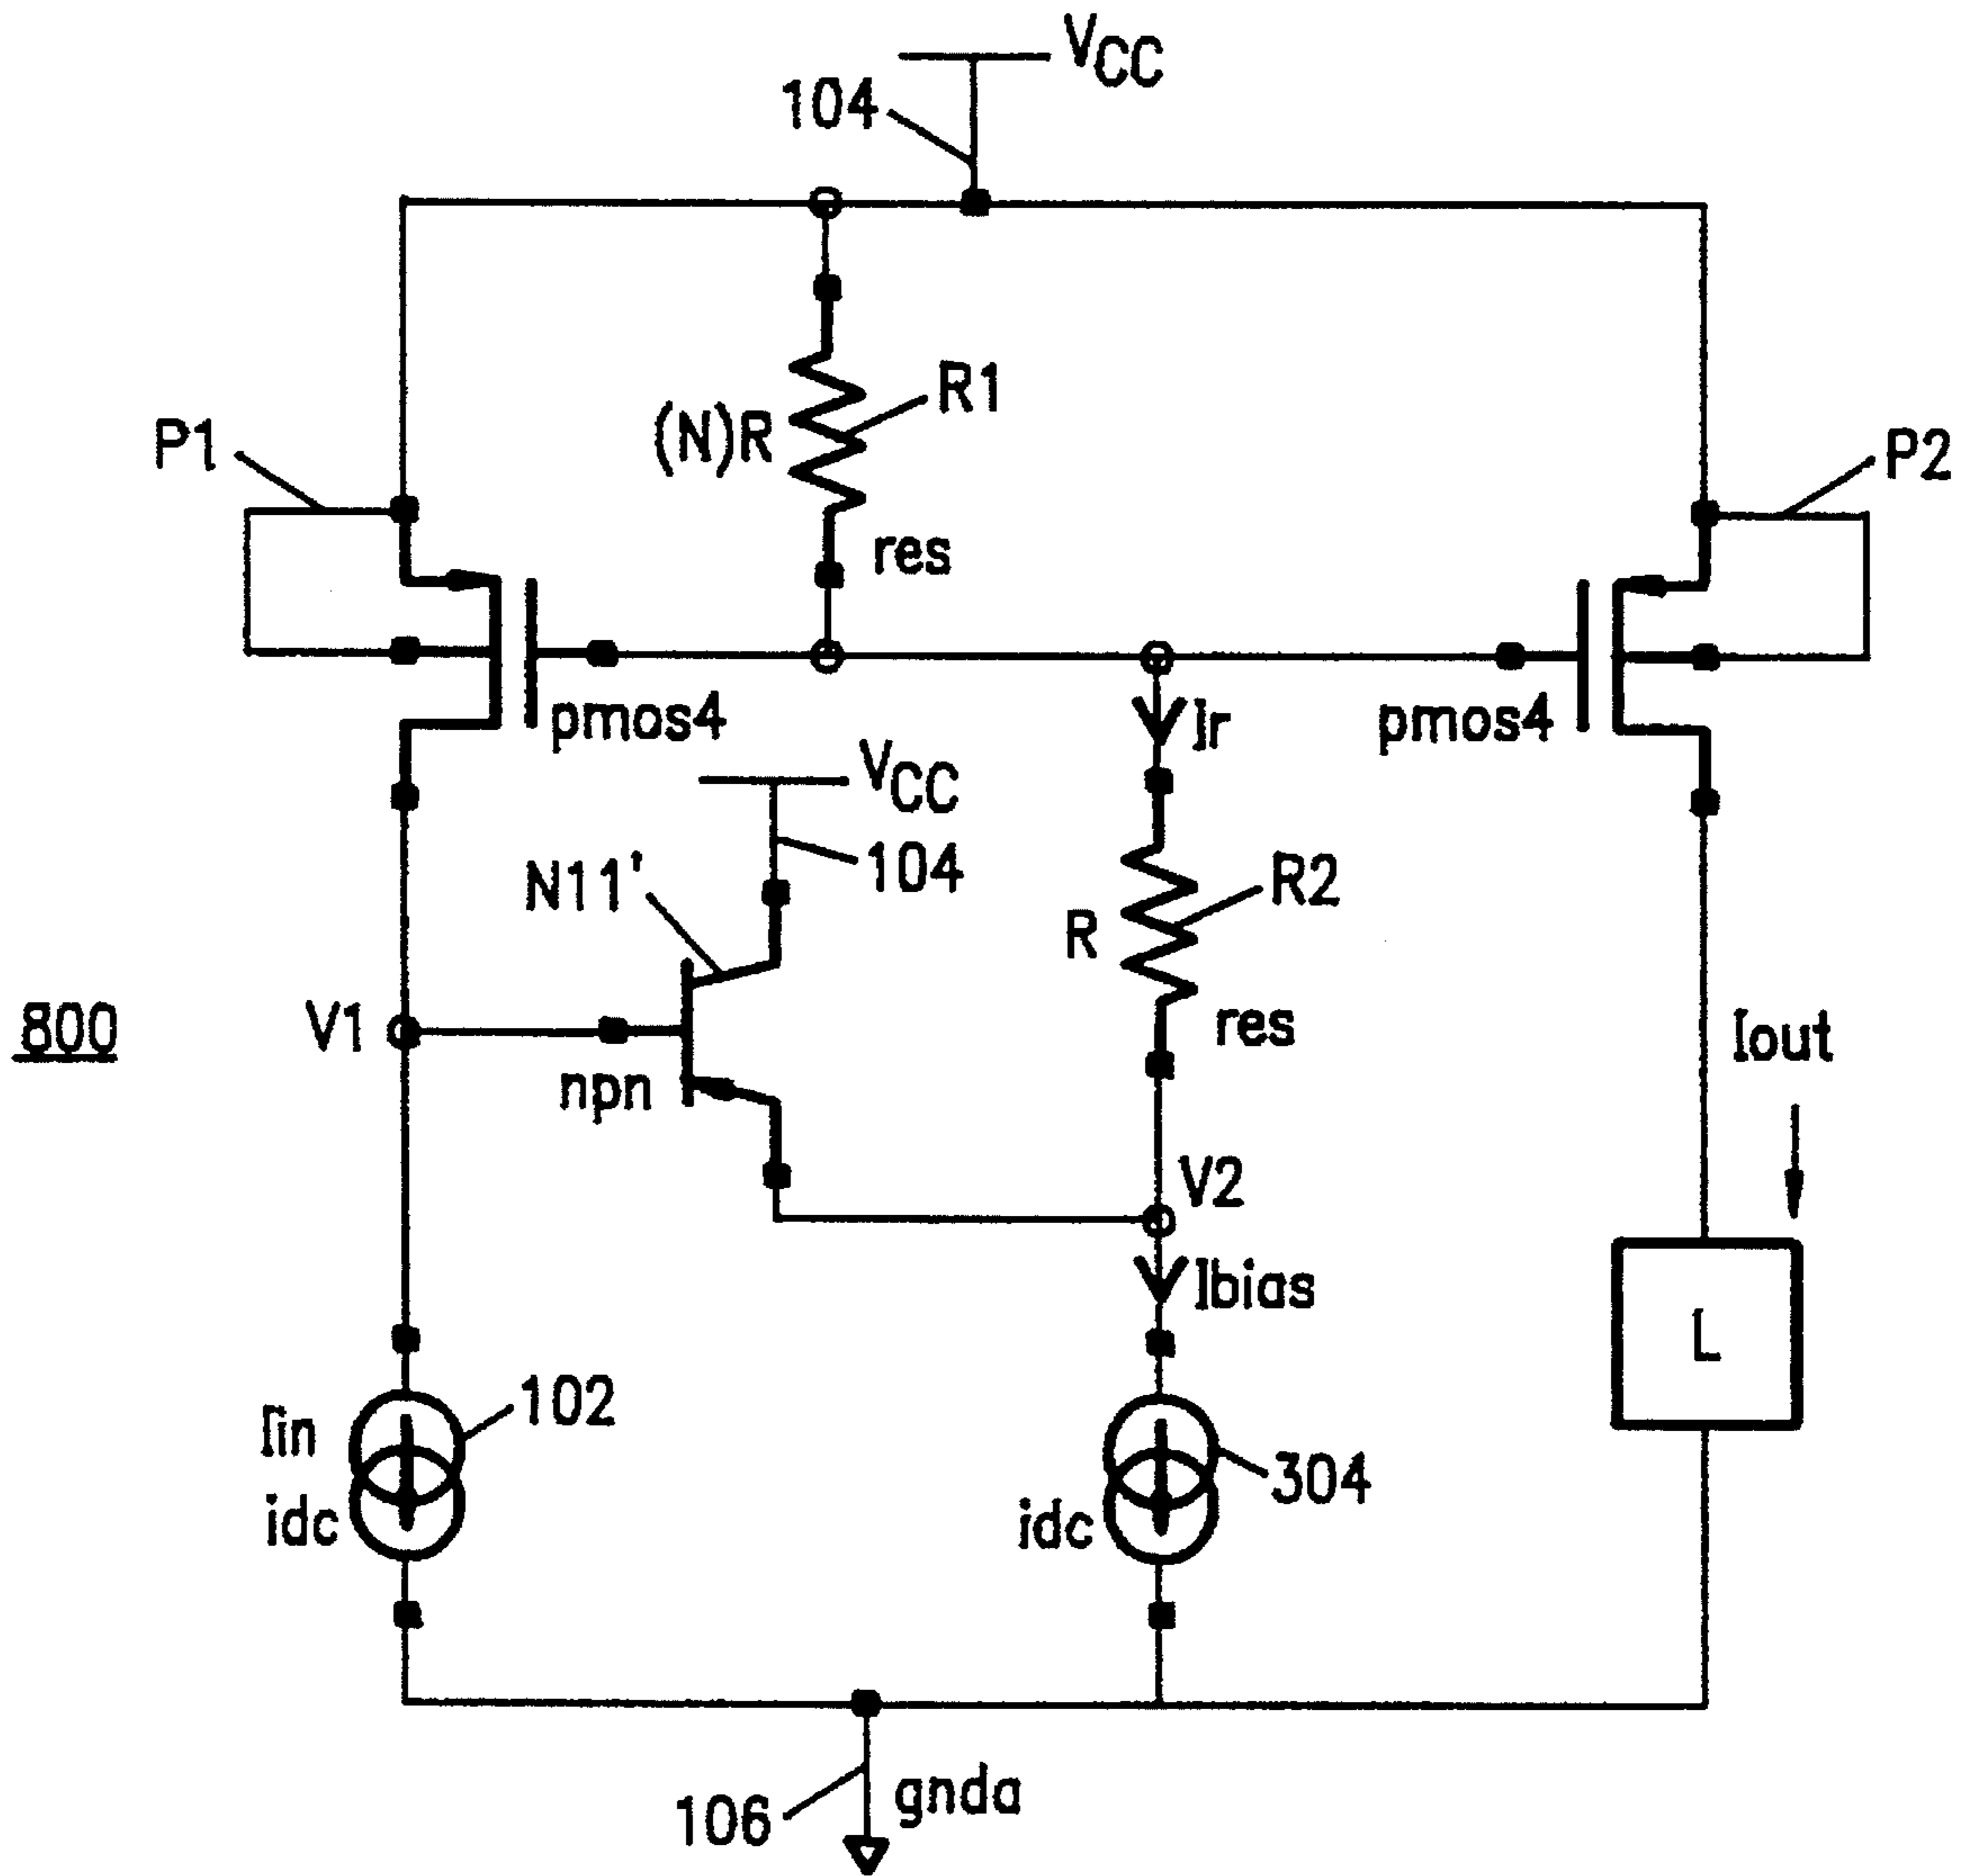 VCC
104
P1
(N)R
R1
P2
res
pmos4
Ir
pmos4
VCC
104
N11'
R
R2
800
V1
res
Iout
npn
V2
Ibias
L
Iin
102
idc
304
idc
106
gnda